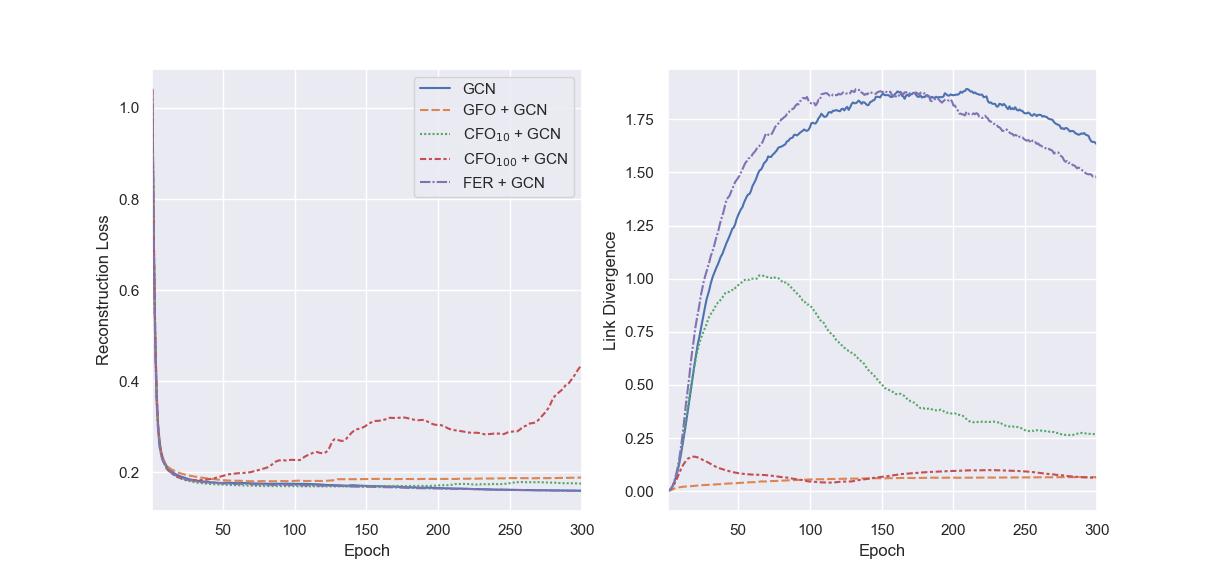 1.0
0.8
0.6
0.4
0.2
Reconstruction Loss
50 100 150 200 250 300
Epoch
GCN
GFO + GCN
CFO₁₀ + GCN
CFO₁₀₀ + GCN
FER + GCN
1.75
1.50
1.25
1.00
0.75
0.50
0.25
0.00
Link Divergence
50 100 150 200 250 300
Epoch